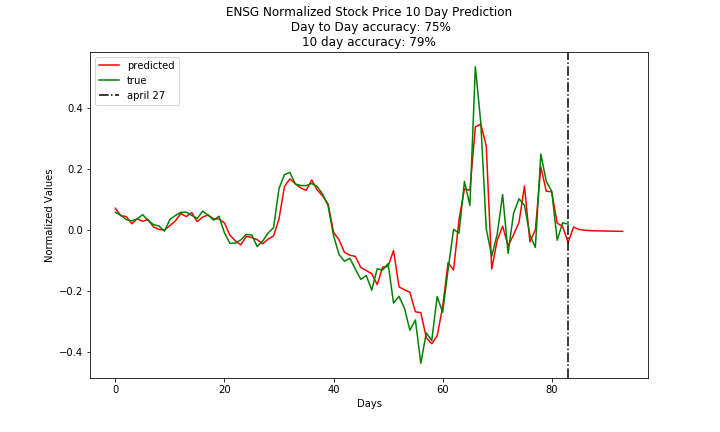 ENSG Normalized Stock Price 10 Day Prediction
Day to Day accuracy: 75%
10 day accuracy: 79%
predicted
true
april 27
0.4
0.2
0.0
−0.2
−0.4
Normalized Values
0
20
40
60
80
Days